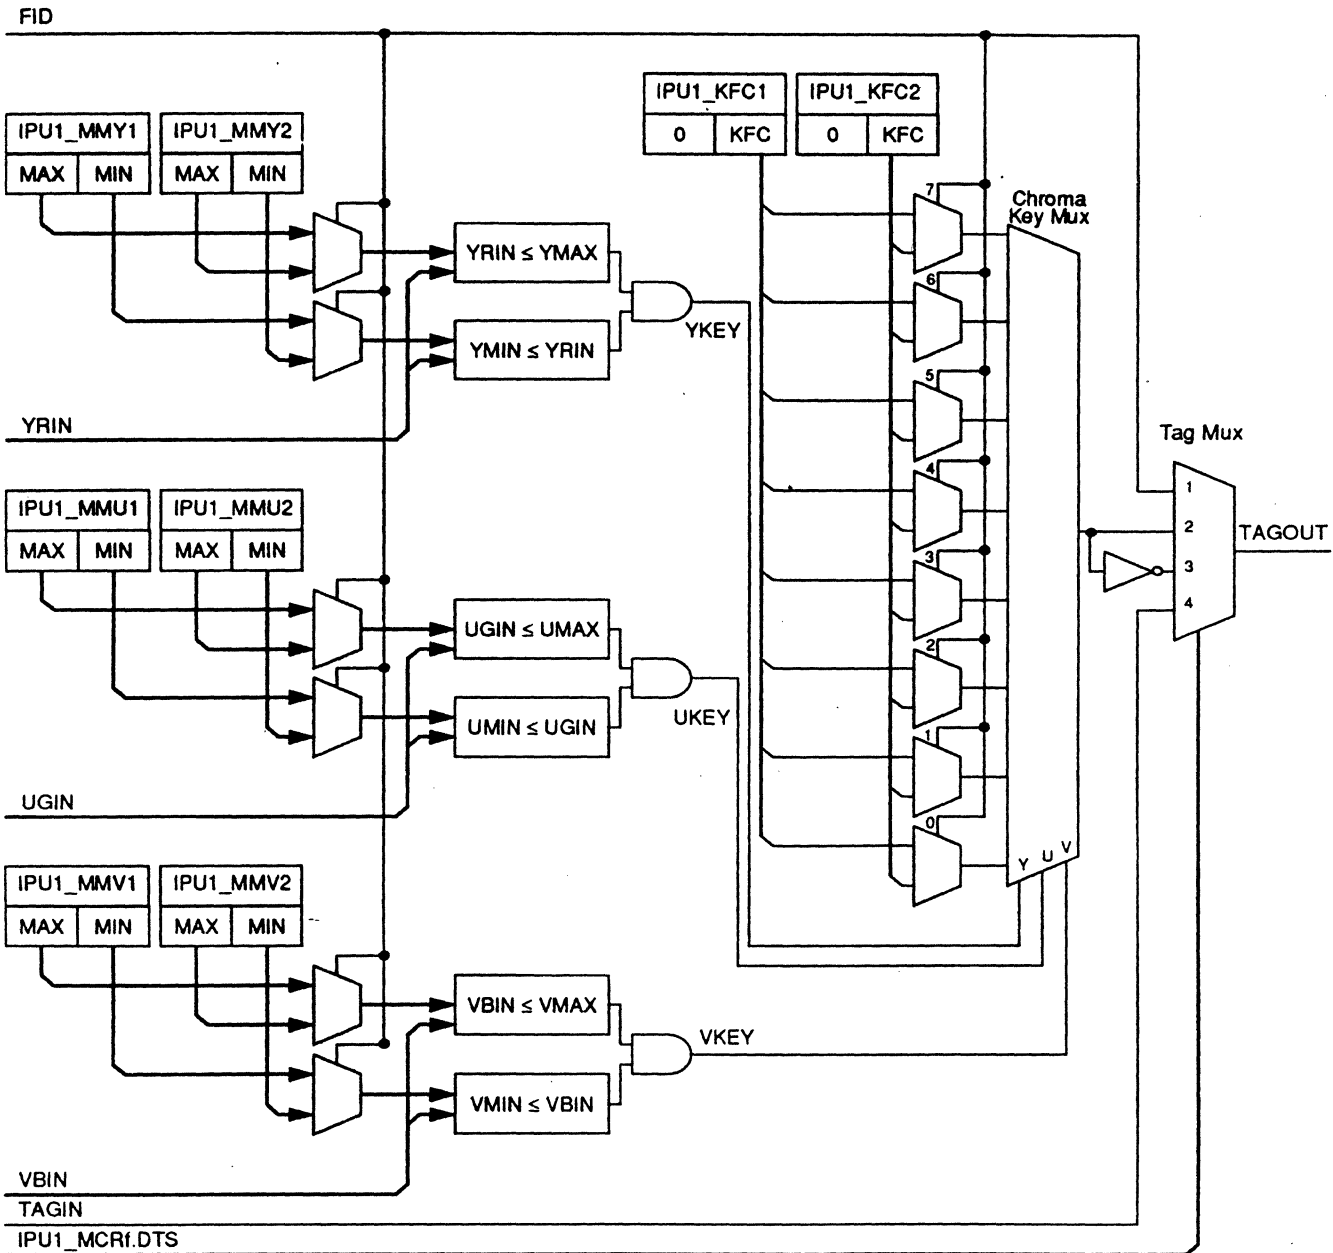 FID
IPU1_KFC1
IPU1_KFC2
0
KFC
0
KFC
IPU1_MMY1
IPU1_MMY2
MAX
MIN
MAX
MIN
7
Chroma
Key Mux
YRIN ≤ YMAX
6
YKEY
YMIN ≤ YRIN
5
YRIN
Tag Mux
4
1
IPU1_MMU1
IPU1_MMU2
2
TAGOUT
MAX
MIN
MAX
MIN
3
3
4
UGIN ≤ UMAX
2
UKEY
UMIN ≤ UGIN
1
UGIN
0
Y
U
V
IPU1_MMV1
IPU1_MMV2
MAX
MIN
MAX
MIN
VBIN ≤ VMAX
VKEY
VMIN ≤ VBIN
VBIN
TAGIN
IPU1_MCRf.DTS